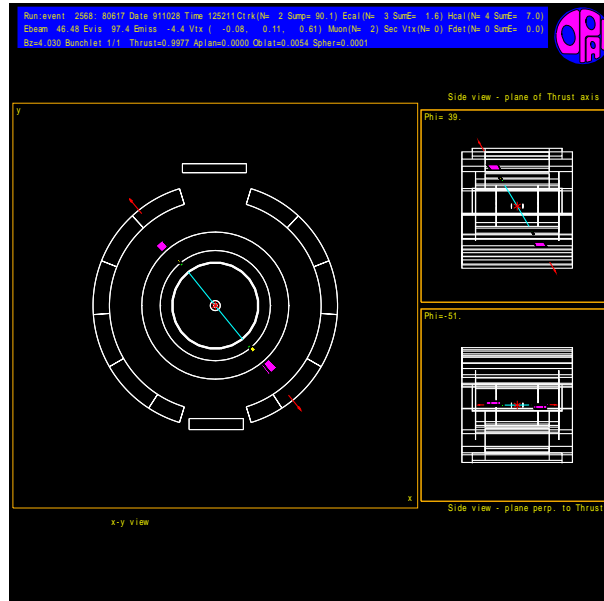 Run:event 2568: 80617 Date 911028 Time 125211 Ctrk(N= 2 Sump= 90.1) Ecal(N= 3 SumE= 1.6) Hcal(N= 4 SumE= 7.0)
Ebeam 46.48 Evis 97.4 Emiss -4.4 Vtx ( -0.08, 0.11, 0.61) Muon(N= 2) Sec Vtx(N= 0) Fdet(N= 0 SumE= 0.0)
Bz=4.030 Bunchlet 1/1 Thrust=0.9977 Aplan=0.0000 Oblat=0.0054 Spher=0.0001
Side view - plane of Thrust axis
y
Phi= 39.
Phi=-51.
x
Side view - plane perp. to Thrust
x-y view